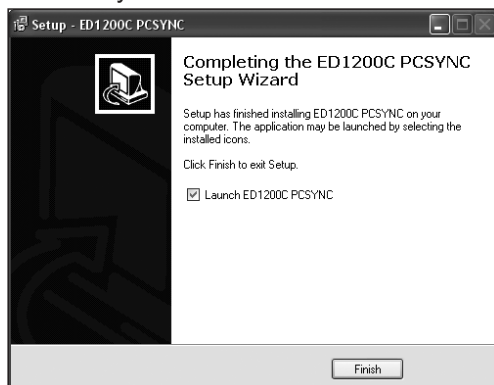 Setup - ED1200C PCSYNC
Completing the ED1200C PCSYNC
Setup Wizard
Setup has finished installing ED1200C PCSYNC on your
computer. The application may be launched by selecting the
installed icons.
Click Finish to exit Setup.
Launch ED1200C PCSYNC
Finish